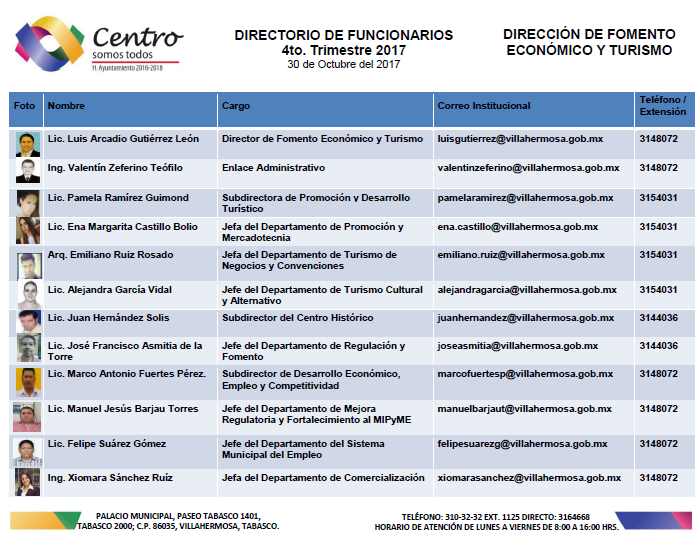 Centro
somos todos
H. Ayuntamiento 2016-2018
DIRECTORIO DE FUNCIONARIOS
4to. Trimestre 2017
30 de Octubre del 2017
DIRECCIÓN DE FOMENTO
ECONÓMICO Y TURISMO
Foto Nombre Cargo Correo Institucional Teléfono /
Extensión
Lic. Luis Arcadio Gutiérrez León Director de Fomento Económico y Turismo luisgutierrez@villahermosa.gob.mx 3148072
Ing. Valentín Zeferino Teófilo Enlace Administrativo valentinzeferino@villahermosa.gob.mx 3148072
Lic. Pamela Ramírez Guimond Subdirectora de Promoción y Desarrollo pamelaramirez@villahermosa.gob.mx 3154031
Turístico
Lic. Ena Margarita Castillo Bolio Jefa del Departamento de Promoción y ena.castillo@villahermosa.gob.mx 3154031
Mercadotecnia
Arq. Emiliano Ruiz Rosado Jefe del Departamento de Turismo de emiliano.ruiz@villahermosa.gob.mx 3154031
Negocios y Convenciones
Lic. Alejandra García Vidal Jefa del Departamento de Turismo Cultural alejandragarcia@villahermosa.gob.mx 3154031
y Alternativo
Lic. Juan Hernández Solis Subdirector del Centro Histórico juanhernandez@villahermosa.gob.mx 3144036
Lic. José Francisco Asmitia de la Jefe del Departamento de Regulación y joseasmitia@villahermosa.gob.mx 3144036
Torre Fomento
Lic. Marco Antonio Fuertes Pérez. Subdirector de Desarrollo Económico, marcofuertesp@villahermosa.gob.mx 3148072
Empleo y Competitividad
Lic. Manuel Jesús Barjau Torres Jefe del Departamento de Mejora manuelbarjaut@villahermosa.gob.mx 3148072
Regulatoria y Fortalecimiento al MIPyME
Lic. Felipe Suárez Gómez Jefe del Departamento del Sistema felipesuarezg@villahermosa.gob.mx 3148072
Municipal del Empleo
Ing. Xiomara Sánchez Ruíz Jefa del Departamento de Comercialización xiomarasanchez@villahermosa.gob.mx 3148072
PALACIO MUNICIPAL, PASEO TABASCO 1401,
TABASCO 2000; C.P. 86035, VILLAHERMOSA, TABASCO.
TELÉFONO: 310-32-32 EXT. 1125 DIRECTO: 3164668
HORARIO DE ATENCIÓN DE LUNES A VIERNES DE 8:00 A 16:00 HRS.